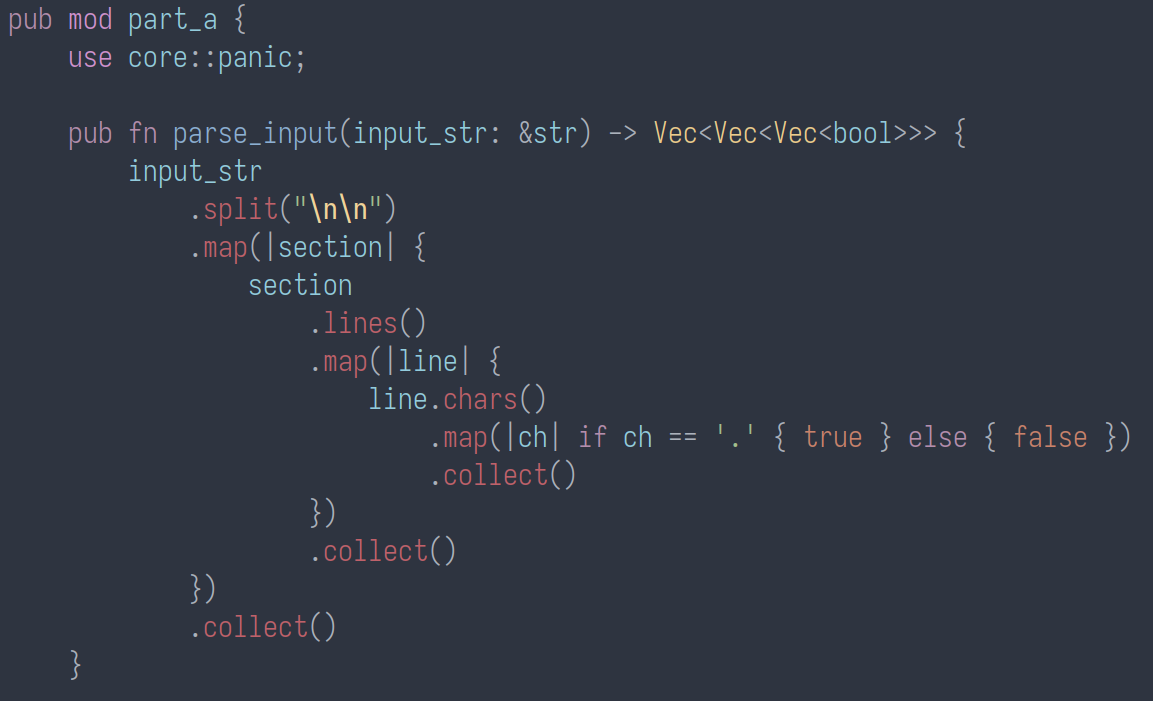 pub mod part_a {
    use core::panic;

    pub fn parse_input(input_str: &str) -> Vec<Vec<Vec<bool>>> {
        input_str
            .split("\n\n")
            .map(|section| {
                section
                    .lines()
                    .map(|line| {
                        line.chars()
                            .map(|ch| if ch == '.' { true } else { false })
                            .collect()
                    })
                    .collect()
            })
            .collect()
    }